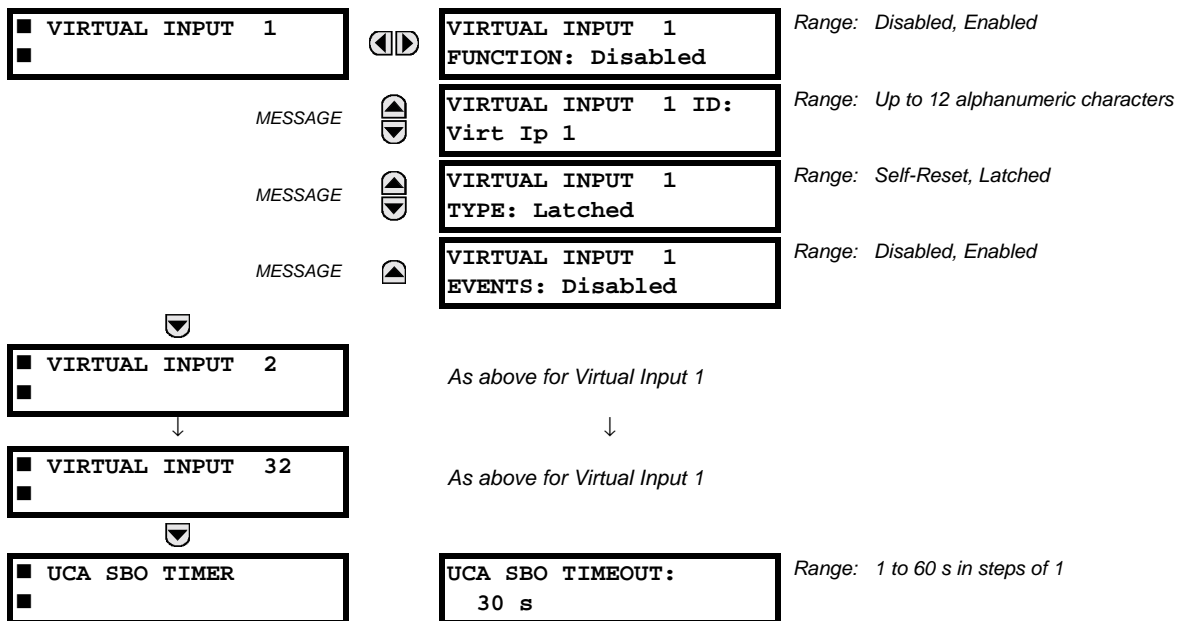 ■ VIRTUAL INPUT 1
■
VIRTUAL INPUT 1
FUNCTION: Disabled
Range: Disabled, Enabled
MESSAGE
VIRTUAL INPUT 1 ID:
Virt Ip 1
Range: Up to 12 alphanumeric characters
MESSAGE
VIRTUAL INPUT 1
TYPE: Latched
Range: Self-Reset, Latched
MESSAGE
VIRTUAL INPUT 1
EVENTS: Disabled
Range: Disabled, Enabled
■ VIRTUAL INPUT 2
■
As above for Virtual Input 1
↓ ↓
■ VIRTUAL INPUT 32
■
As above for Virtual Input 1
■ UCA SBO TIMER
■
UCA SBO TIMEOUT:
30 s
Range: 1 to 60 s in steps of 1